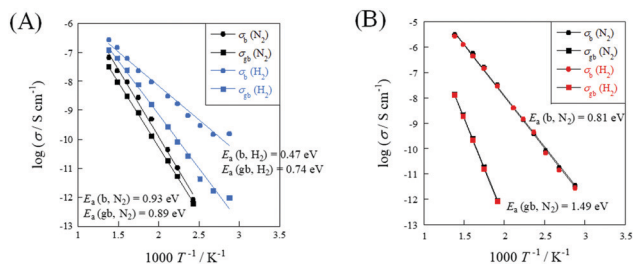 (A)
-5
-6
-7
-8
-9
-10
-11
-12
-13
log (σ / S cm⁻¹)
σb (N₂)
σgb (N₂)
σb (H₂)
σgb (H₂)
Ea (b, H₂) = 0.47 eV
Ea (gb, H₂) = 0.74 eV
Ea (b, N₂) = 0.93 eV
Ea (gb, N₂) = 0.89 eV
1 1.5 2 2.5 3 3.5
1000 T⁻¹ / K⁻¹
(B)
-5
-6
-7
-8
-9
-10
-11
-12
-13
log (σ / S cm⁻¹)
σb (N₂)
σgb (N₂)
σb (H₂)
σgb (H₂)
Ea (b, N₂) = 0.81 eV
Ea (gb, N₂) = 1.49 eV
1 1.5 2 2.5 3 3.5
1000 T⁻¹ / K⁻¹